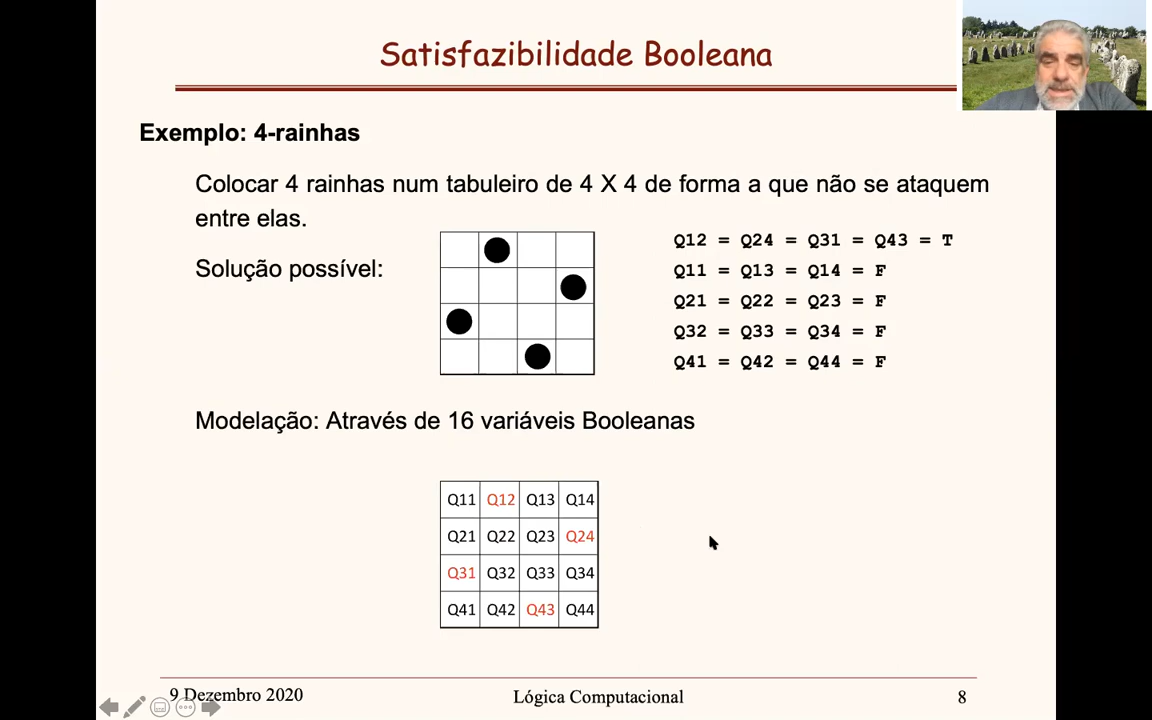 Satisfazibilidade Booleana
Exemplo: 4-rainhas
Colocar 4 rainhas num tabuleiro de 4 X 4 de forma a que não se ataquem
entre elas.
Solução possível:
Q12 = Q24 = Q31 = Q43 = T
Q11 = Q13 = Q14 = F
Q21 = Q22 = Q23 = F
Q32 = Q33 = Q34 = F
Q41 = Q42 = Q44 = F
Modelação: Através de 16 variáveis Booleanas
Q11 Q12 Q13 Q14
Q21 Q22 Q23 Q24
Q31 Q32 Q33 Q34
Q41 Q42 Q43 Q44
9 Dezembro 2020 Lógica Computacional 8